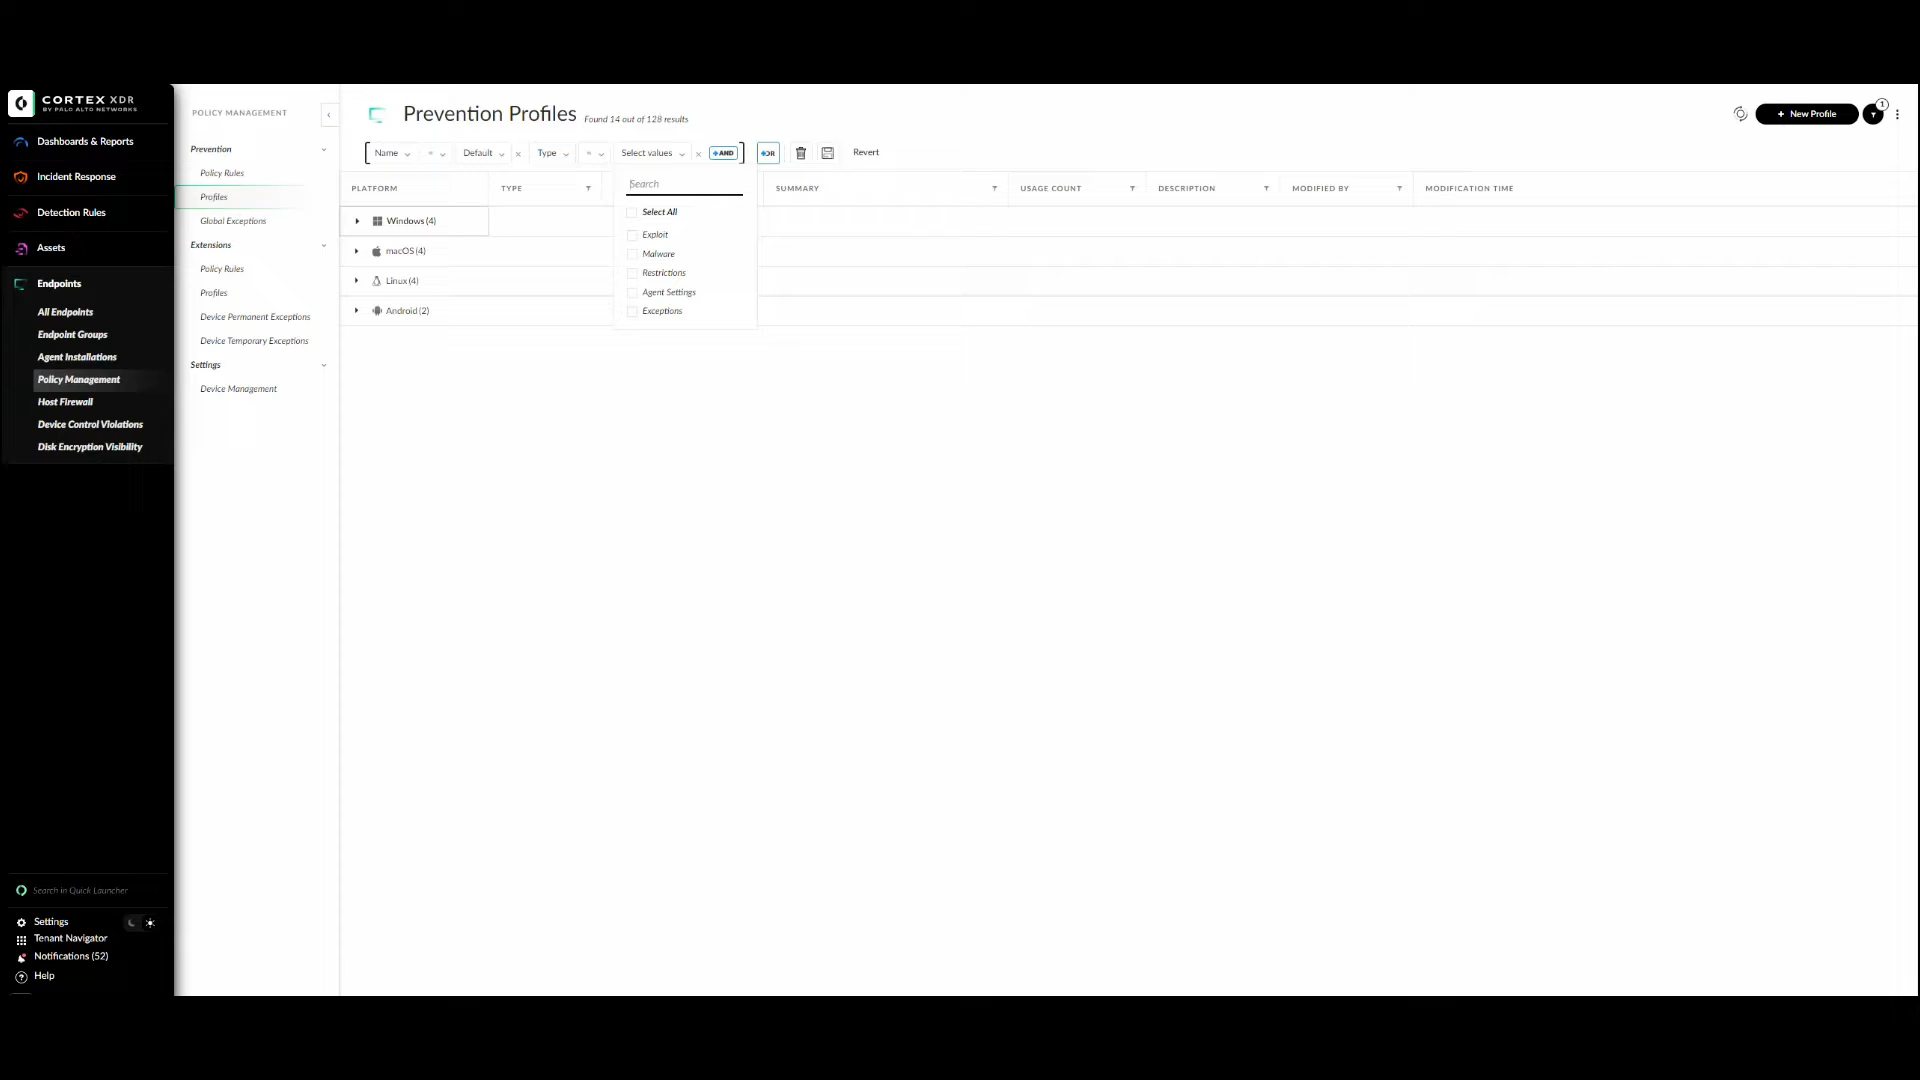 CORTEX XDR
BY PALO ALTO NETWORKS
Dashboards & Reports
Incident Response
Detection Rules
Assets
Endpoints
All Endpoints
Endpoint Groups
Agent Installations
Policy Management
Host Firewall
Device Control Violations
Disk Encryption Visibility
Search in Quick Launcher
Settings
Tenant Navigator
Notifications (52)
Help
POLICY MANAGEMENT
Prevention
Policy Rules
Profiles
Global Exceptions
Extensions
Policy Rules
Profiles
Device Permanent Exceptions
Device Temporary Exceptions
Settings
Device Management
Prevention Profiles Found 14 out of 128 results
+ New Profile 1
Name = Default × Type = Select values × +AND +OR Revert
PLATFORM TYPE SUMMARY USAGE COUNT DESCRIPTION MODIFIED BY MODIFICATION TIME
Windows (4)
macOS (4)
Linux (4)
Android (2)
Search
Select All
Exploit
Malware
Restrictions
Agent Settings
Exceptions